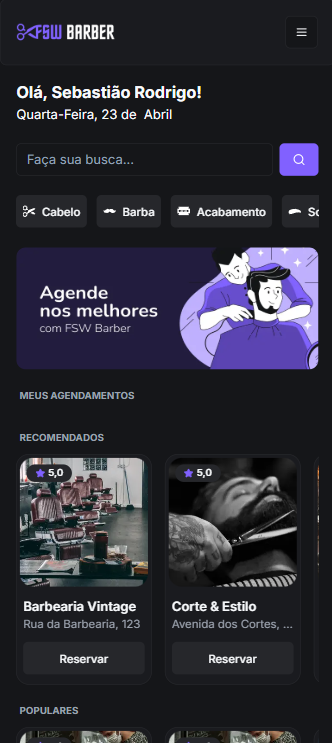 FSW BARBER
Olá, Sebastião Rodrigo!
Quarta-Feira, 23 de Abril
Faça sua busca...
Cabelo
Barba
Acabamento
So
Agende
nos melhores
com FSW Barber
MEUS AGENDAMENTOS
RECOMENDADOS
5,0
5,0
Barbearia Vintage
Corte & Estilo
Rua da Barbearia, 123
Avenida dos Cortes, ...
Reservar
Reservar
POPULARES